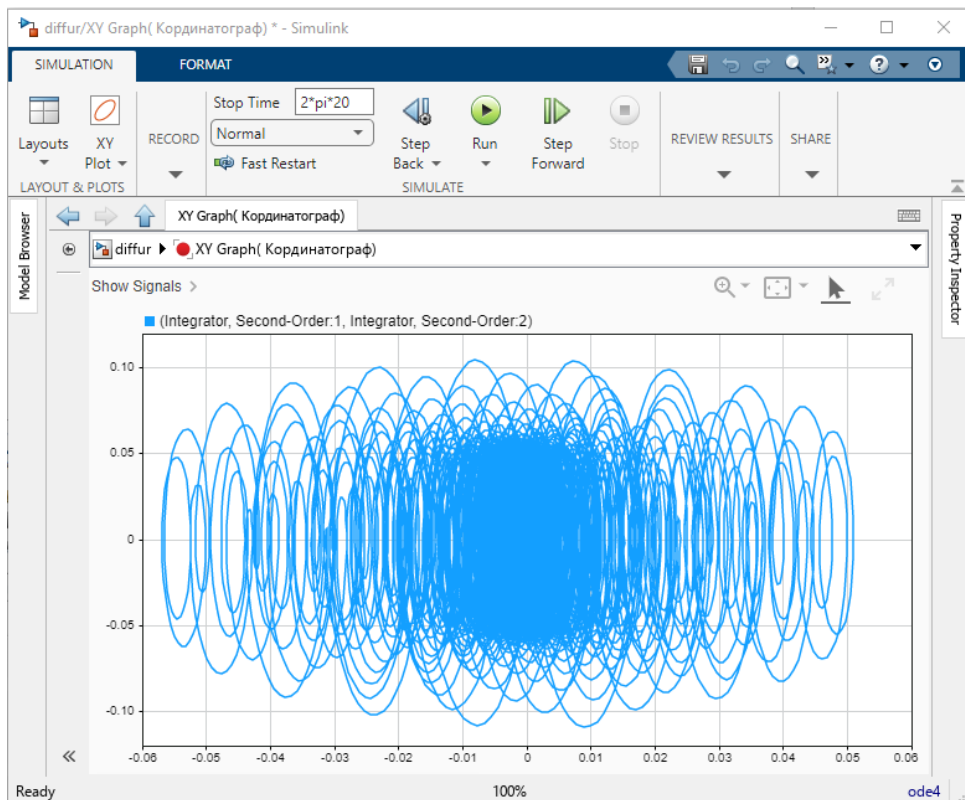 diffur/XY Graph( Кординатограф) * - Simulink
SIMULATION FORMAT
Stop Time 2*pi*20
Normal
Fast Restart
Layouts
XY Plot
RECORD
Step Back
Run
Step Forward
Stop
REVIEW RESULTS
SHARE
LAYOUT & PLOTS
SIMULATE
Model Browser
XY Graph( Кординатограф)
diffur XY Graph( Кординатограф)
Property Inspector
Show Signals
(Integrator, Second-Order:1, Integrator, Second-Order:2)
0.10
0.05
0
-0.05
-0.10
-0.06 -0.05 -0.04 -0.03 -0.02 -0.01 0 0.01 0.02 0.03 0.04 0.05 0.06
Ready 100% ode4